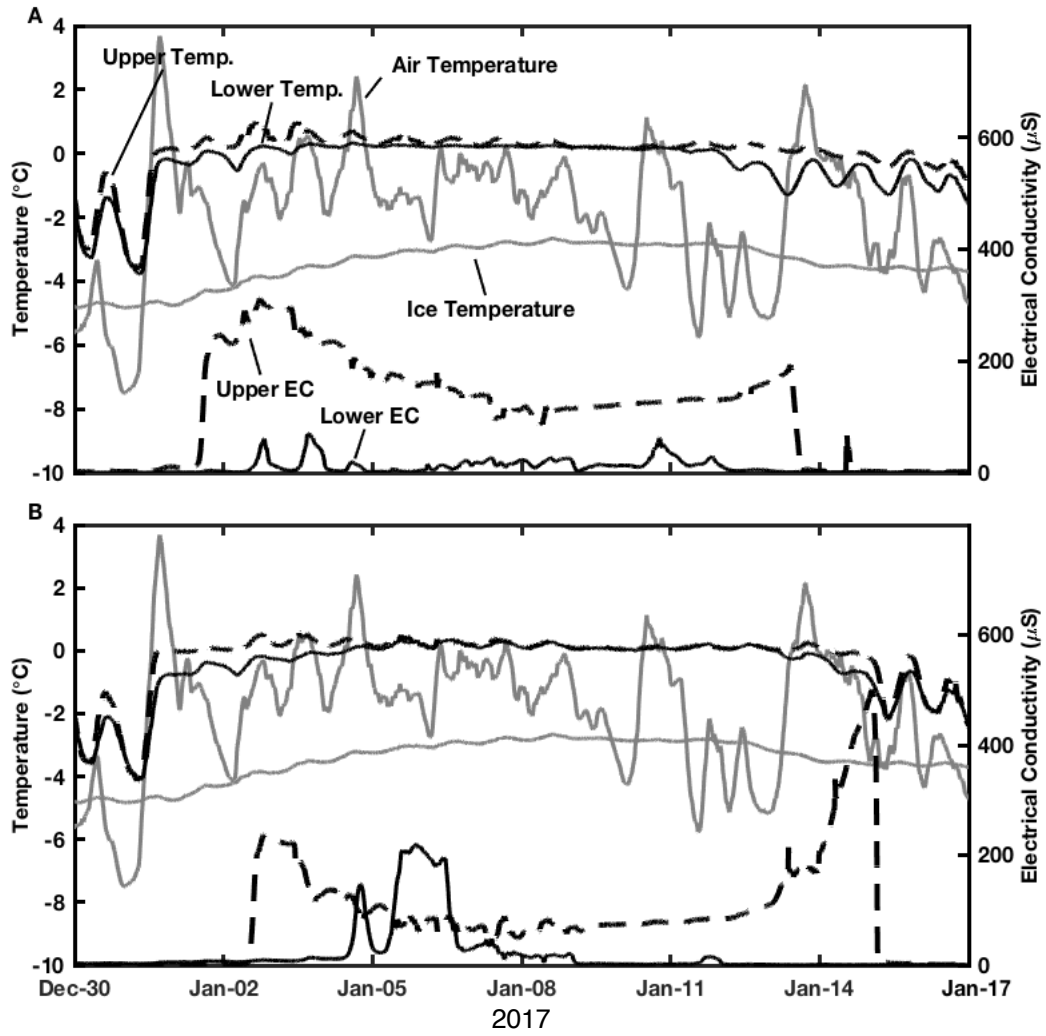 A
4
2
0
-2
-4
-6
-8
-10
Temperature (°C)
Upper Temp.
Lower Temp.
Air Temperature
Ice Temperature
Upper EC
Lower EC
600
400
200
0
Electrical Conductivity (μS)
B
4
2
0
-2
-4
-6
-8
-10
Temperature (°C)
600
400
200
0
Electrical Conductivity (μS)
Dec-30 Jan-02 Jan-05 Jan-08 Jan-11 Jan-14 Jan-17
2017